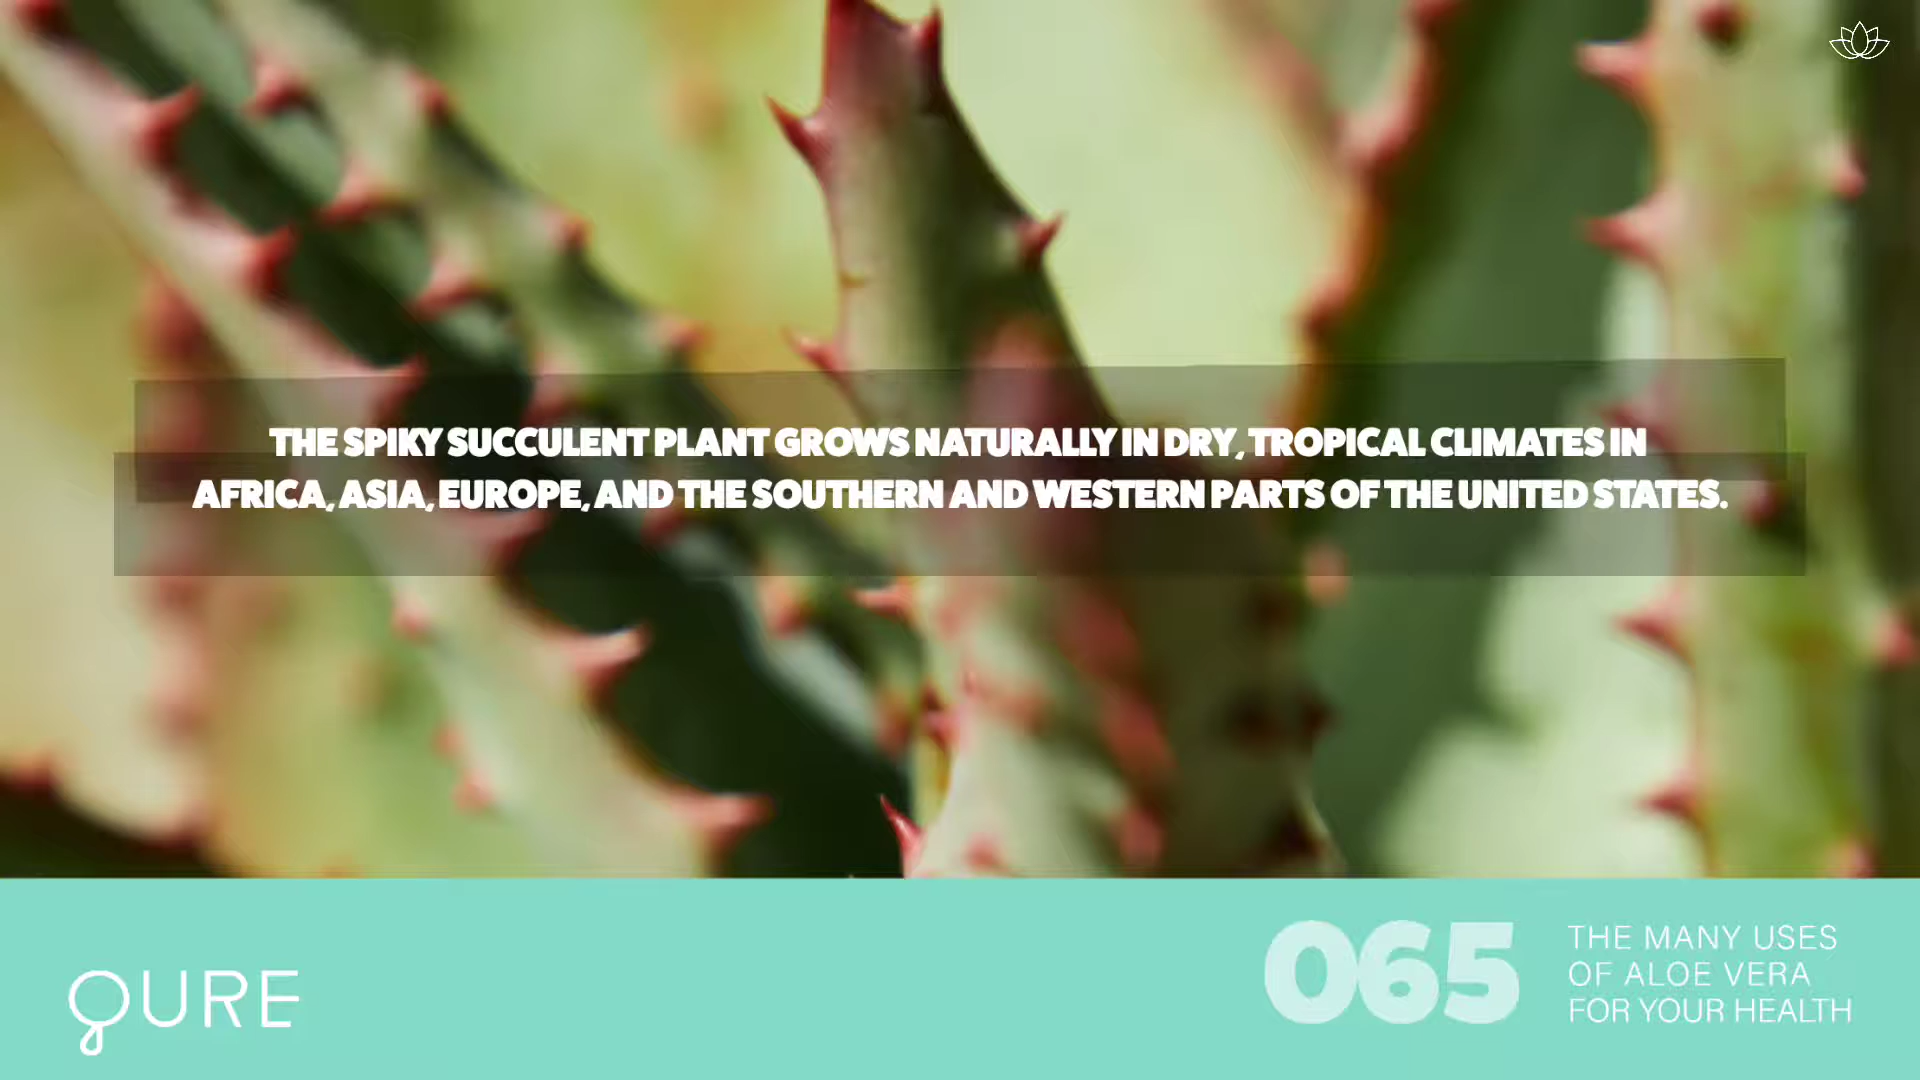 THE SPIKY SUCCULENT PLANT GROWS NATURALLY IN DRY, TROPICAL CLIMATES IN
AFRICA, ASIA, EUROPE, AND THE SOUTHERN AND WESTERN PARTS OF THE UNITED STATES.
QURE
065
THE MANY USES
OF ALOE VERA
FOR YOUR HEALTH